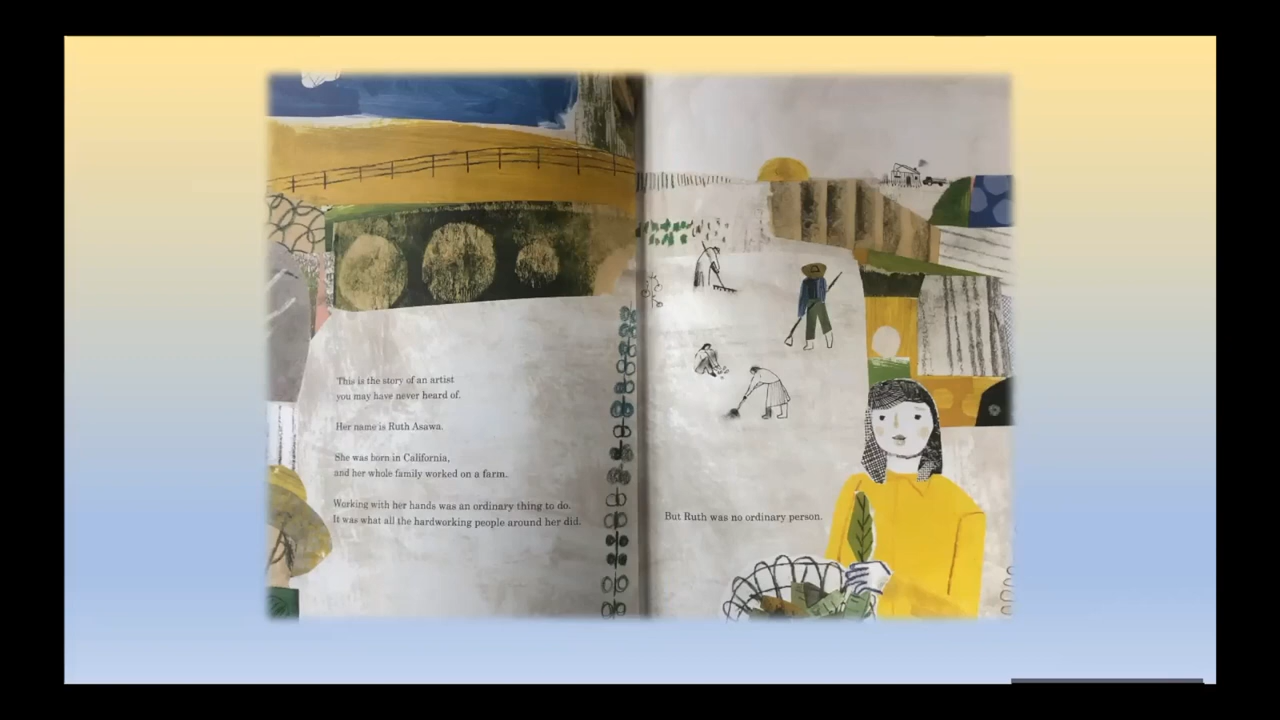 This is the story of an artist
you may have never heard of.
Her name is Ruth Asawa.
She was born in California,
and her whole family worked on a farm.
Working with her hands was an ordinary thing to do.
It was what all the hardworking people around her did.
But Ruth was no ordinary person.